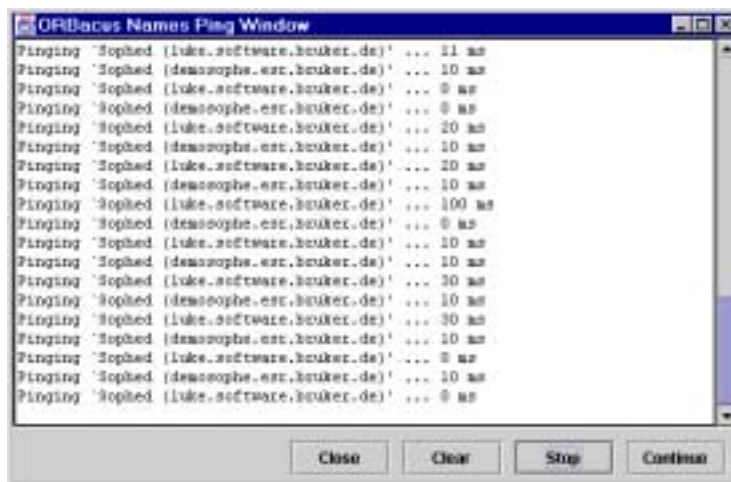 ORBacus Names Ping Window
Pinging 'Sophed (luke.software.bruker.de)' ... 11 ms
Pinging 'Sophed (demosophe.esr.bruker.de)' ... 10 ms
Pinging 'Sophed (luke.software.bruker.de)' ... 0 ms
Pinging 'Sophed (demosophe.esr.bruker.de)' ... 0 ms
Pinging 'Sophed (luke.software.bruker.de)' ... 20 ms
Pinging 'Sophed (demosophe.esr.bruker.de)' ... 10 ms
Pinging 'Sophed (luke.software.bruker.de)' ... 20 ms
Pinging 'Sophed (demosophe.esr.bruker.de)' ... 10 ms
Pinging 'Sophed (luke.software.bruker.de)' ... 100 ms
Pinging 'Sophed (demosophe.esr.bruker.de)' ... 0 ms
Pinging 'Sophed (luke.software.bruker.de)' ... 10 ms
Pinging 'Sophed (demosophe.esr.bruker.de)' ... 10 ms
Pinging 'Sophed (luke.software.bruker.de)' ... 30 ms
Pinging 'Sophed (demosophe.esr.bruker.de)' ... 10 ms
Pinging 'Sophed (luke.software.bruker.de)' ... 30 ms
Pinging 'Sophed (demosophe.esr.bruker.de)' ... 10 ms
Pinging 'Sophed (luke.software.bruker.de)' ... 0 ms
Pinging 'Sophed (demosophe.esr.bruker.de)' ... 10 ms
Pinging 'Sophed (luke.software.bruker.de)' ... 0 ms
Close Clear Stop Continue